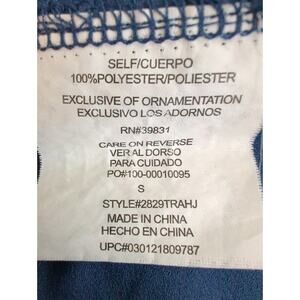 SELF/CUERPO
100%POLYESTER/POLIESTER
EXCLUSIVE OF ORNAMENTATION
EXCLUSIVO LOS ADORNOS
RN#39831
CARE ON REVERSE
VER AL DORSO
PARA CUIDADO
PO#100-00010095
S
STYLE#2829TRAHJ
MADE IN CHINA
HECHO EN CHINA
UPC#030121809787